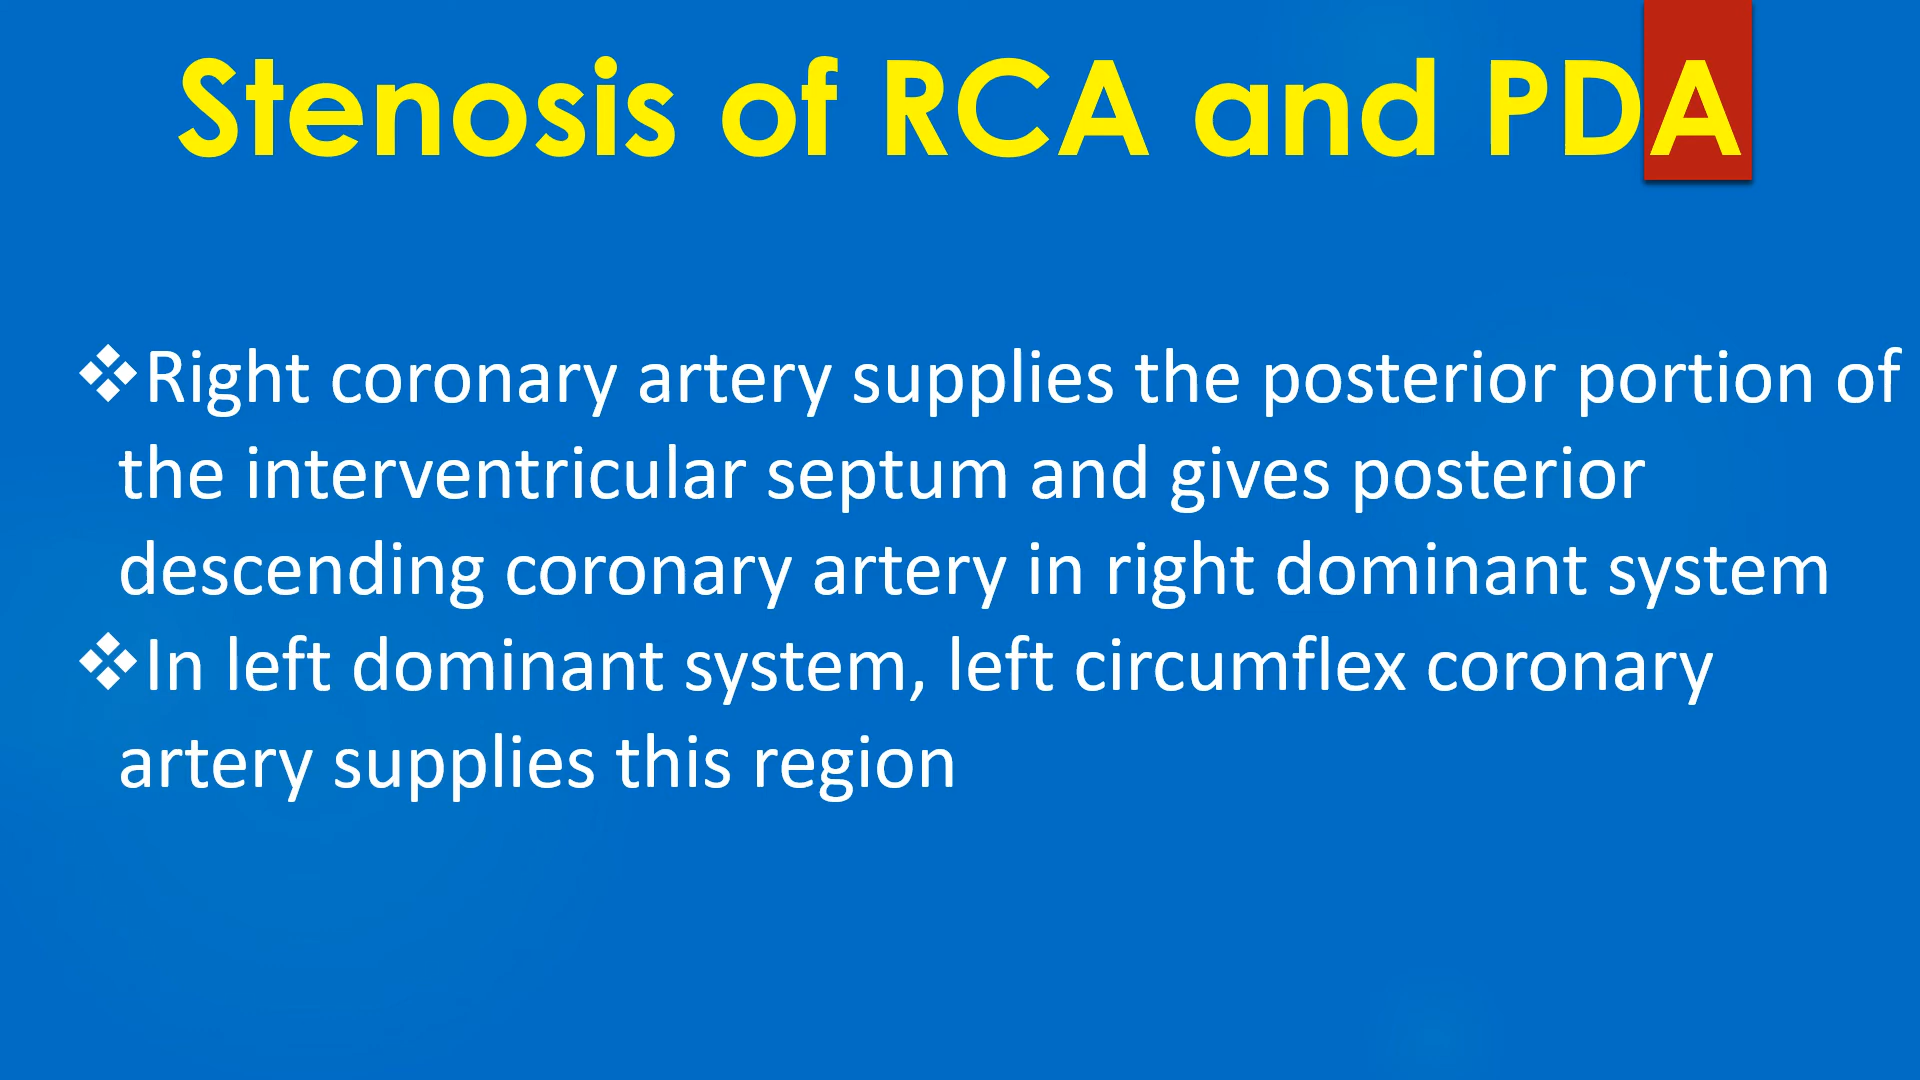 Stenosis of RCA and PDA
❖Right coronary artery supplies the posterior portion of
the interventricular septum and gives posterior
descending coronary artery in right dominant system
❖In left dominant system, left circumflex coronary
artery supplies this region